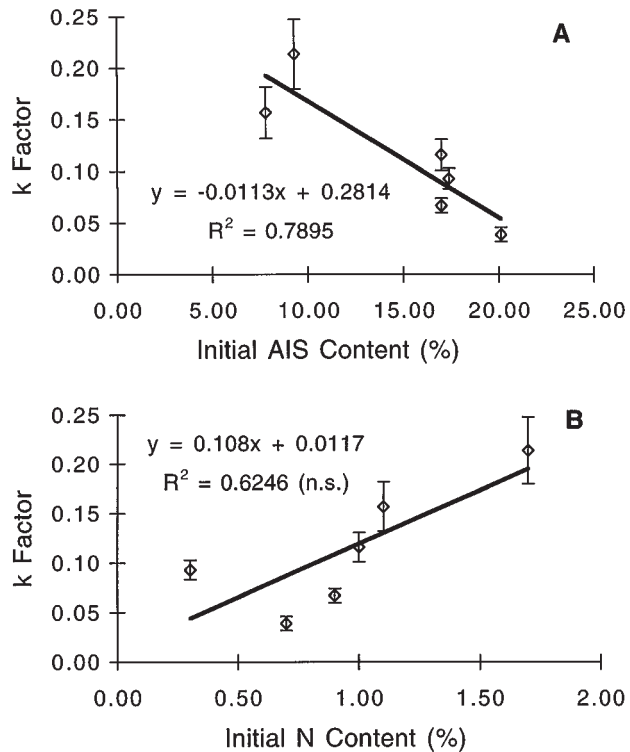 A
0.25
0.20
0.15
0.10
0.05
0.00
k Factor
y = -0.0113x + 0.2814
R² = 0.7895
0.00 5.00 10.00 15.00 20.00 25.00
Initial AIS Content (%)
B
0.25
0.20
0.15
0.10
0.05
0.00
k Factor
y = 0.108x + 0.0117
R² = 0.6246 (n.s.)
0.00 0.50 1.00 1.50 2.00
Initial N Content (%)